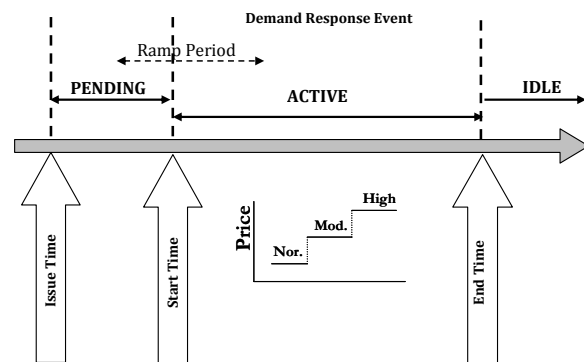 Demand Response Event
Ramp Period
PENDING
ACTIVE
IDLE
Issue Time
Start Time
Price
Nor.
Mod.
High
End Time